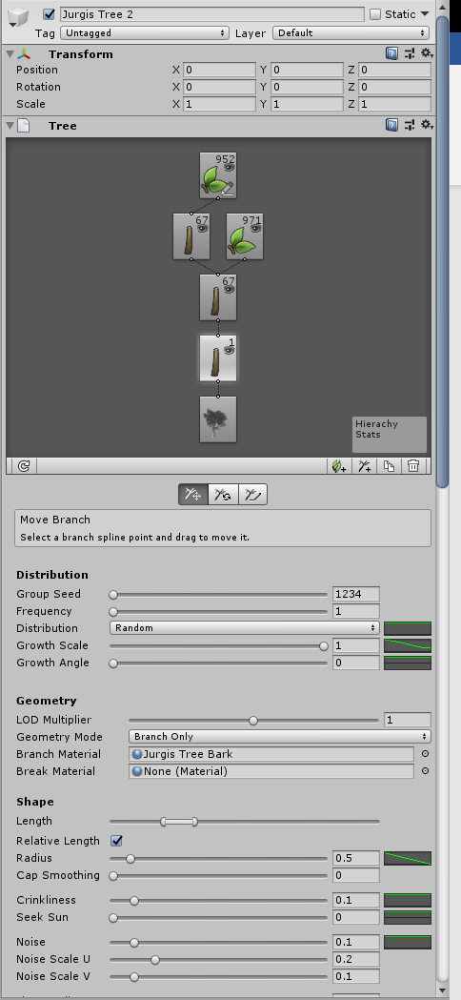 Jurgis Tree 2 Static
Tag Untagged Layer Default
Transform
Position X 0 Y 0 Z 0
Rotation X 0 Y 0 Z 0
Scale X 1 Y 1 Z 1
Tree
952
67 971
67
1
Hierachy
Stats
Move Branch
Select a branch spline point and drag to move it.
Distribution
Group Seed 1234
Frequency 1
Distribution Random
Growth Scale 1
Growth Angle 0
Geometry
LOD Multiplier 1
Geometry Mode Branch Only
Branch Material Jurgis Tree Bark
Break Material None (Material)
Shape
Length
Relative Length
Radius 0.5
Cap Smoothing 0
Crinkliness 0.1
Seek Sun 0
Noise 0.1
Noise Scale U 0.2
Noise Scale V 0.1